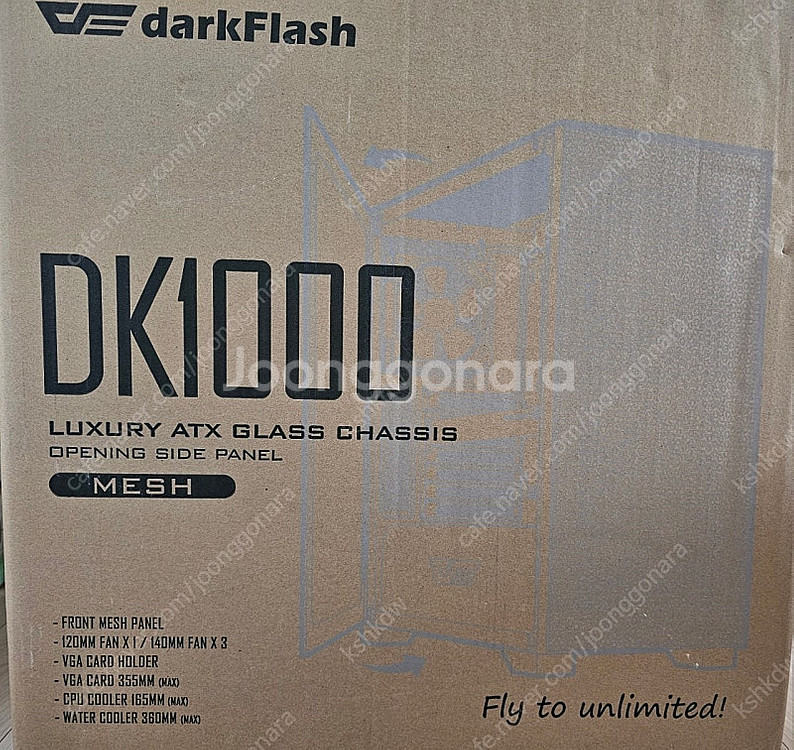 darkFlash
DK1000
Joonggonara
LUXURY ATX GLASS CHASSIS
OPENING SIDE PANEL
MESH
- FRONT MESH PANEL
- 120MM FAN X 1 / 140MM FAN X 3
- VGA CARD HOLDER
- VGA CARD 355MM (MAX)
- CPU COOLER 165MM (MAX)
- WATER COOLER 360MM (MAX)
Fly to unlimited!
cafe.naver.com/joonggonara
kshkdw